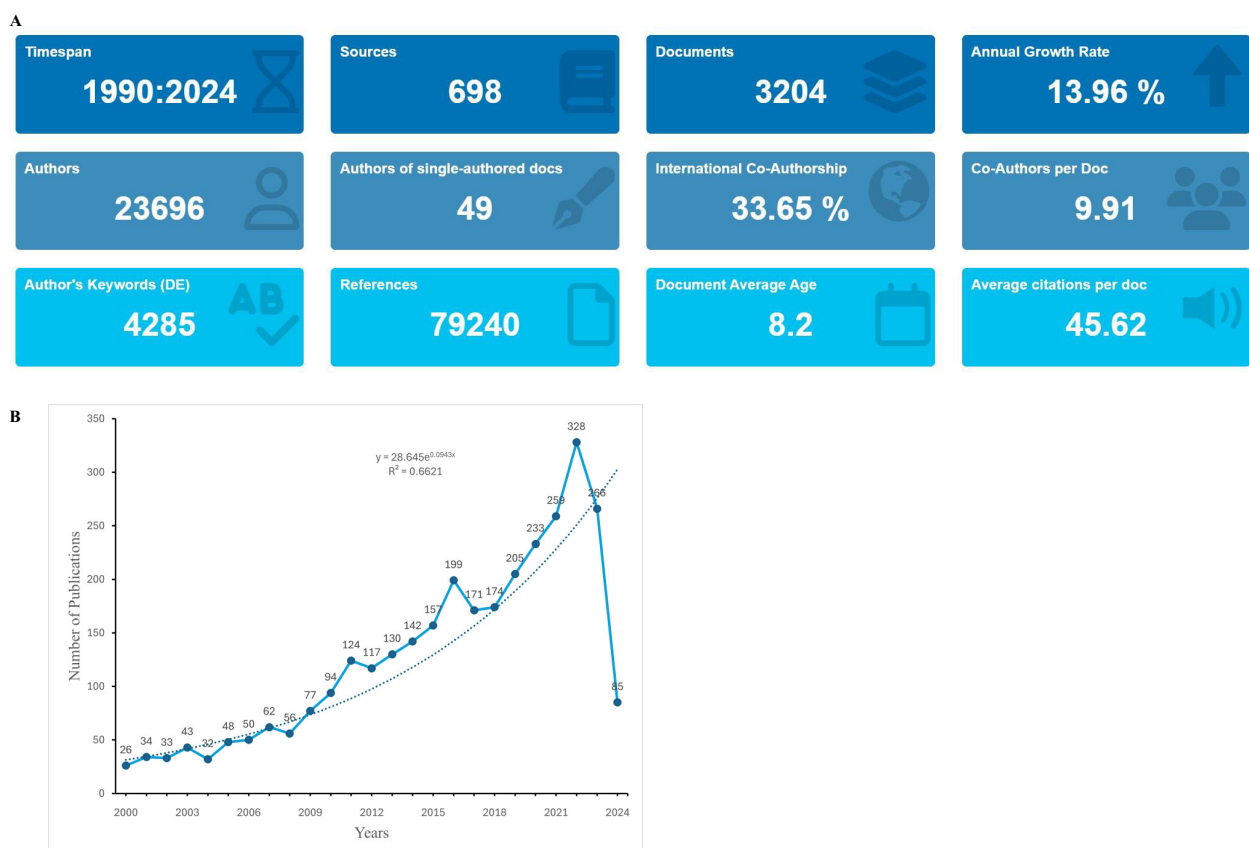 A
Timespan
1990:2024
Sources
698
Documents
3204
Annual Growth Rate
13.96 %
Authors
23696
Authors of single-authored docs
49
International Co-Authorship
33.65 %
Co-Authors per Doc
9.91
Author's Keywords (DE)
AB
4285
References
79240
Document Average Age
8.2
Average citations per doc
45.62
B
350
300
250
200
150
100
50
0
Number of Publications
y = 28.645e^0.0943x
R² = 0.6621
26
34
33
43
32
48
50
62
56
77
94
124
117
130
142
157
199
171
174
205
233
259
328
266
85
2000
2003
2006
2009
2012
2015
2018
2021
2024
Years